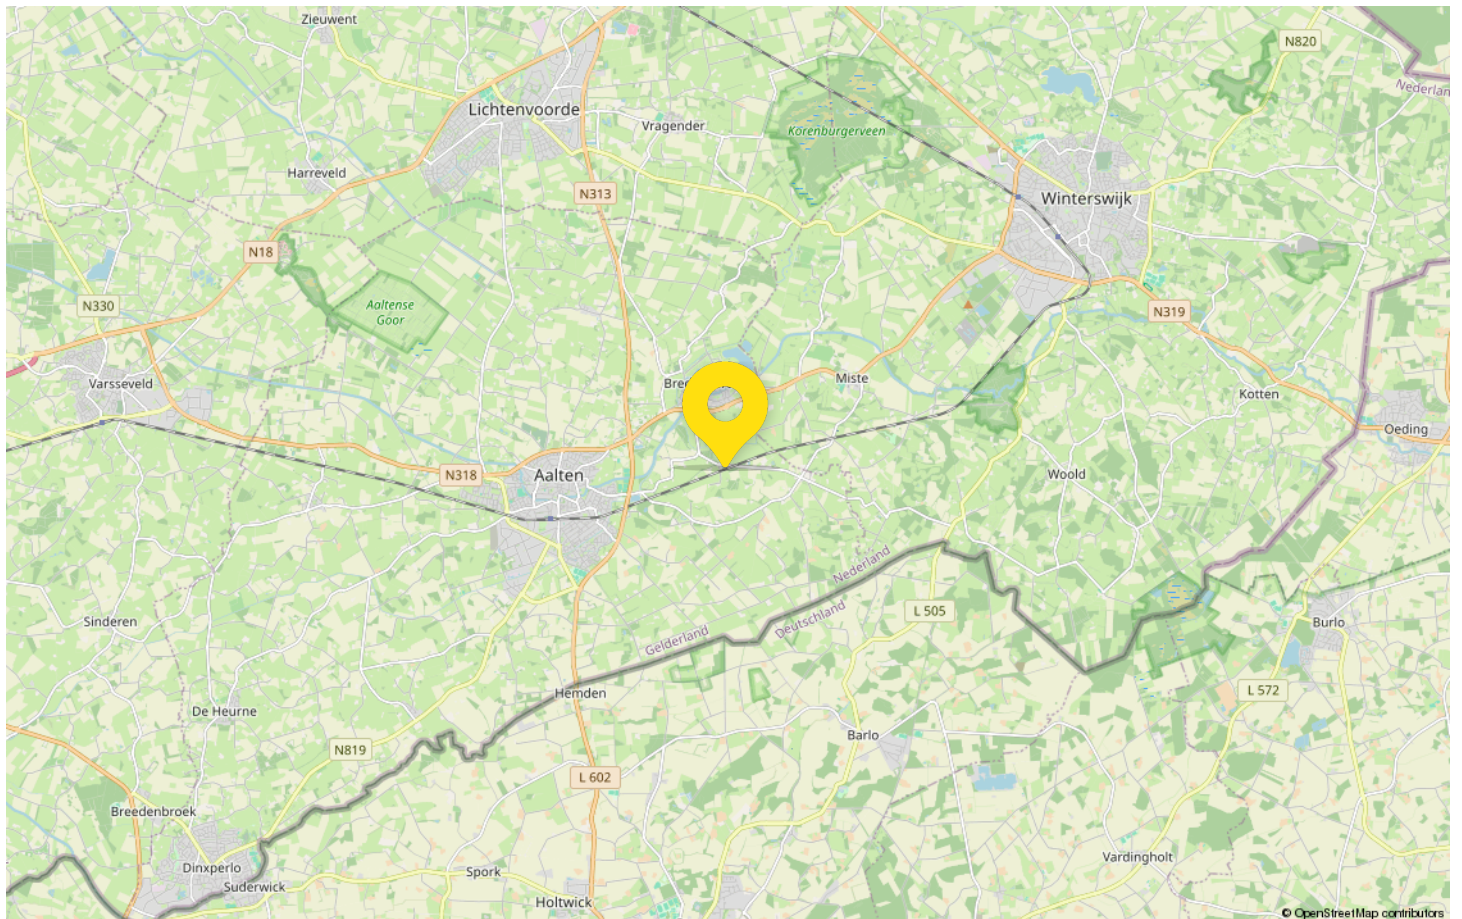 Zieuwent
N820
Nederlan
Lichtenvoorde
Vragender
Korenburgerveen
Harreveld
N313
Winterswijk
N18
Aaltense
Goor
N330
N319
Varsseveld
Bree
Miste
Kotten
Oeding
N318
Aalten
Woold
Nederland
Deutschland
Gelderland
L 505
Sinderen
Burlo
Hemden
L 572
De Heurne
Barlo
N819
L 602
Breedenbroek
Vardingholt
Dinxperlo
Spork
Suderwick
Holtwick
© OpenStreetMap contributors